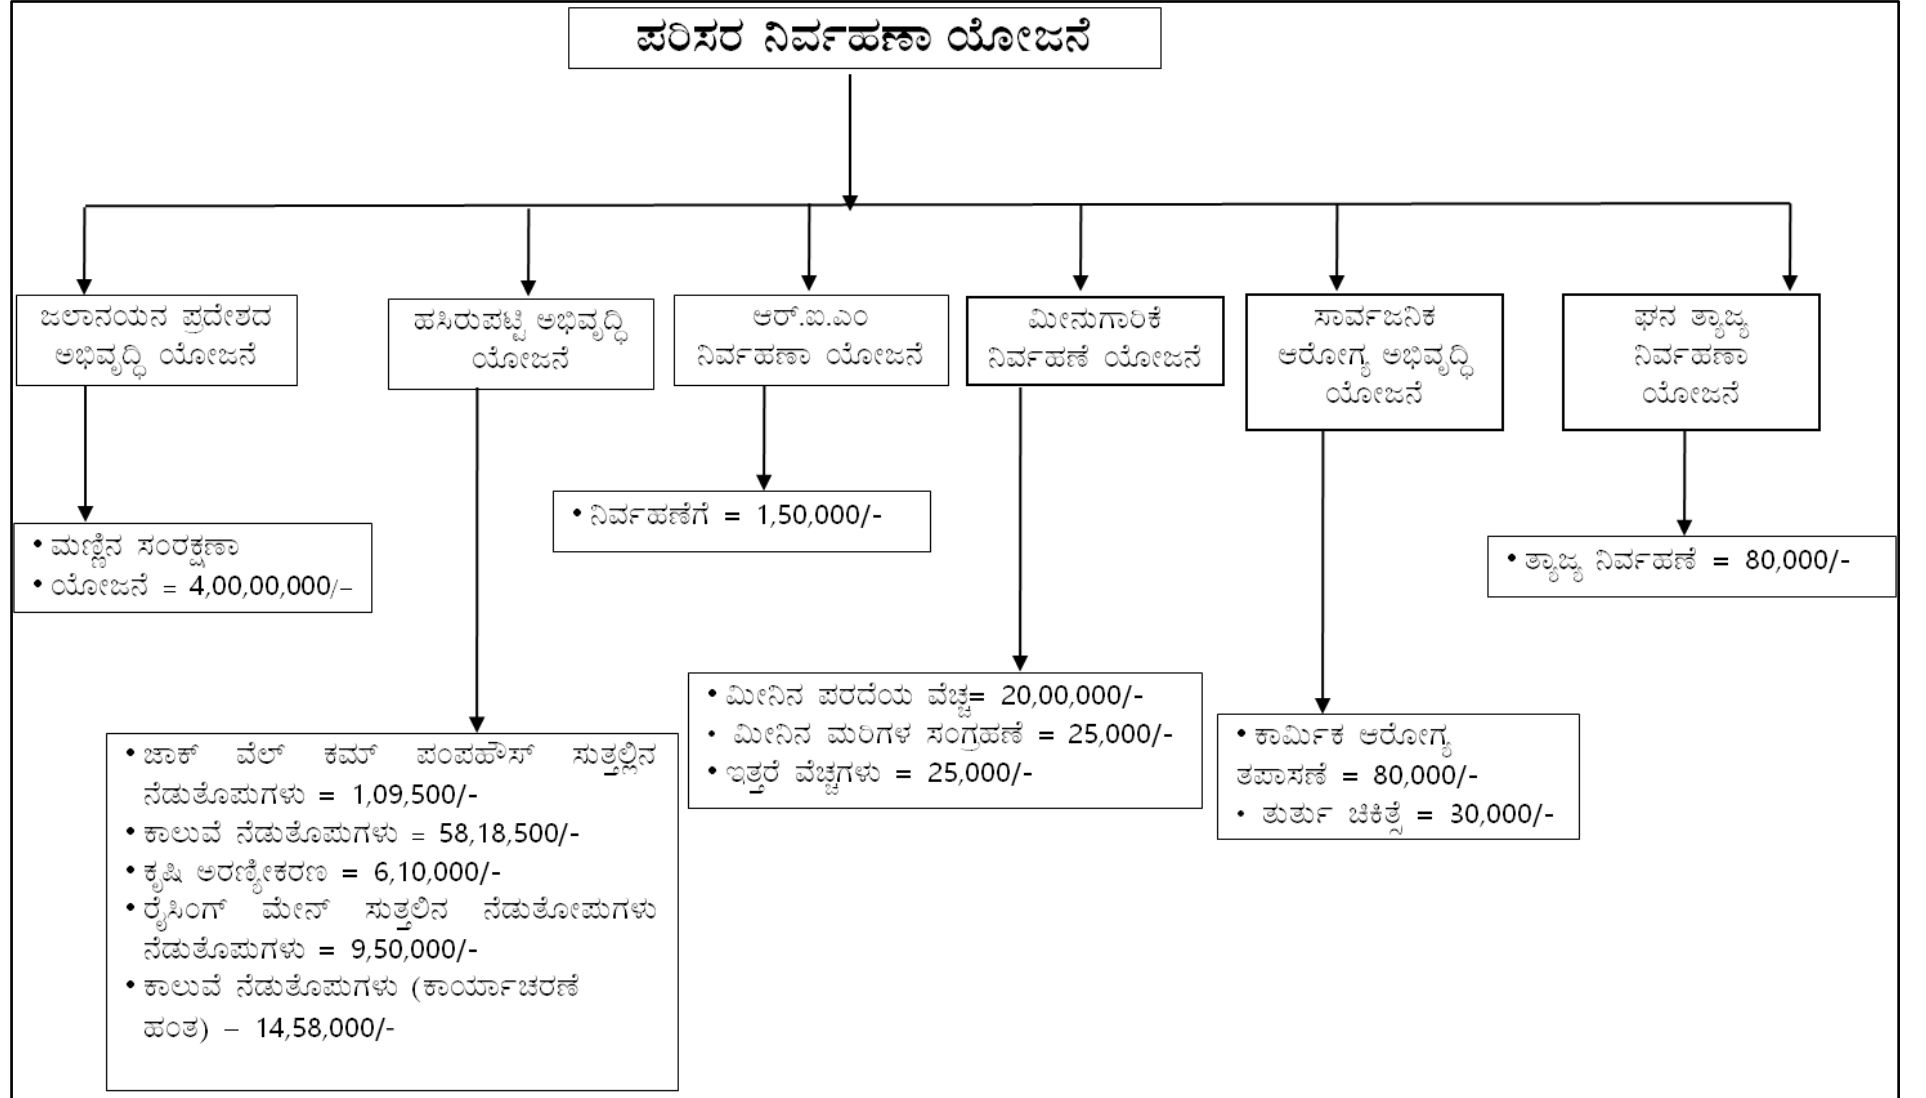 ಪರಿಸರ ನಿರ್ವಹಣಾ ಯೋಜನೆ
ಜಲಾನಯನ ಪ್ರದೇಶದ
ಅಭಿವೃದ್ಧಿ ಯೋಜನೆ
ಹಸಿರುಪಟ್ಟಿ ಅಭಿವೃದ್ಧಿ
ಯೋಜನೆ
ಆರ್.ಐ.ಎಂ
ನಿರ್ವಹಣಾ ಯೋಜನೆ
ಮೀನುಗಾರಿಕೆ
ನಿರ್ವಹಣೆ ಯೋಜನೆ
ಸಾರ್ವಜನಿಕ
ಆರೋಗ್ಯ ಅಭಿವೃದ್ಧಿ
ಯೋಜನೆ
ಘನ ತ್ಯಾಜ್ಯ
ನಿರ್ವಹಣಾ
ಯೋಜನೆ
• ಮಣ್ಣಿನ ಸಂರಕ್ಷಣಾ
• ಯೋಜನೆ = 4,00,00,000/–
• ಜಾಕ್ ವೆಲ್ ಕಮ್ ಪಂಪಹೌಸ್ ಸುತ್ತಲ್ಲಿನ
ನೆಡುತೊಪುಗಳು = 1,09,500/-
• ಕಾಲುವೆ ನೆಡುತೊಪುಗಳು = 58,18,500/-
• ಕೃಷಿ ಅರಣ್ಯೀಕರಣ = 6,10,000/-
• ರೈಸಿಂಗ್ ಮೇನ್ ಸುತ್ತಲಿನ ನೆಡುತೋಪುಗಳು
ನೆಡುತೊಪುಗಳು = 9,50,000/-
• ಕಾಲುವೆ ನೆಡುತೊಪುಗಳು (ಕಾರ್ಯಾಚರಣೆ
ಹಂತ) – 14,58,000/-
• ನಿರ್ವಹಣೆಗೆ = 1,50,000/-
• ಮೀನಿನ ಪರದೆಯ ವೆಚ್ಚ= 20,00,000/-
• ಮೀನಿನ ಮರಿಗಳ ಸಂಗ್ರಹಣೆ = 25,000/-
• ಇತ್ತರೆ ವೆಚ್ಚಗಳು = 25,000/-
• ಕಾರ್ಮಿಕ ಆರೋಗ್ಯ
ತಪಾಸಣೆ = 80,000/-
• ತುರ್ತು ಚಿಕಿತ್ಸೆ = 30,000/-
• ತ್ಯಾಜ್ಯ ನಿರ್ವಹಣೆ = 80,000/-